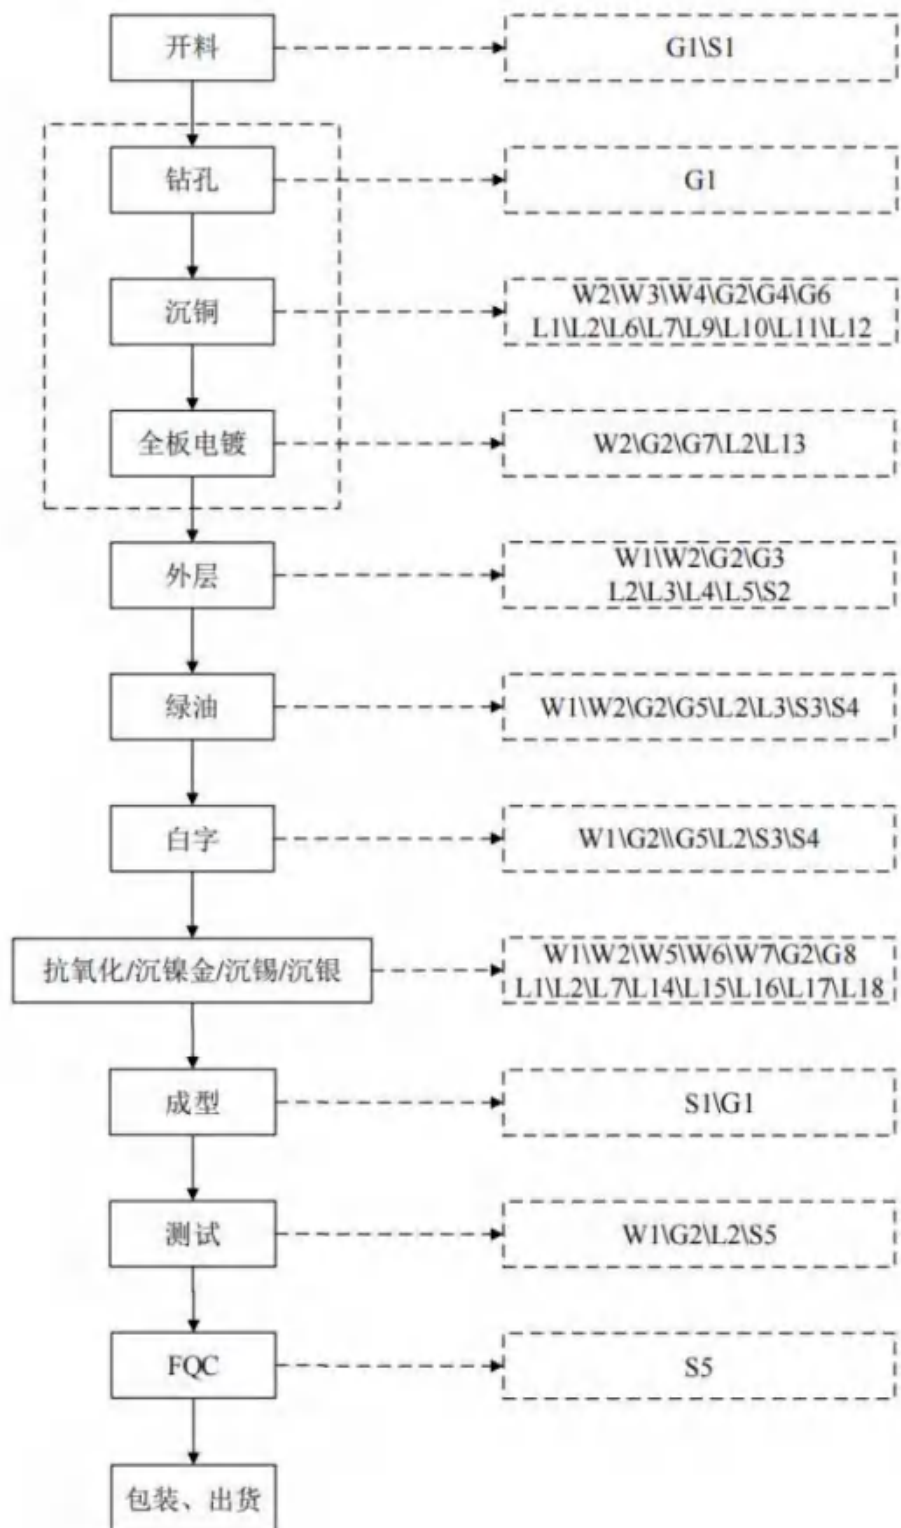 开料
G1\S1
钻孔
G1
沉铜
W2\W3\W4\G2\G4\G6
L1\L2\L6\L7\L9\L10\L11\L12
全板电镀
W2\G2\G7\L2\L13
外层
W1\W2\G2\G3
L2\L3\L4\L5\S2
绿油
W1\W2\G2\G5\L2\L3\S3\S4
白字
W1\G2\\G5\L2\S3\S4
抗氧化/沉镍金/沉锡/沉银
W1\W2\W5\W6\W7\G2\G8
L1\L2\L7\L14\L15\L16\L17\L18
成型
S1\G1
测试
W1\G2\L2\S5
FQC
S5
包装、出货